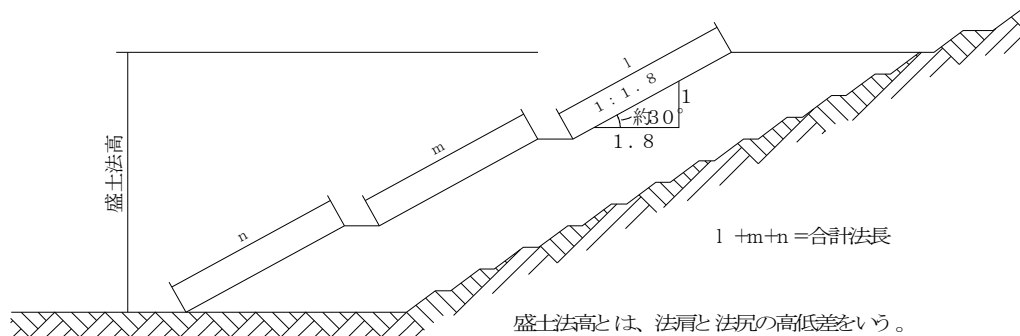 l
1:1.8
約30°
1
1.8
m
盛土法高
n
l+m+n=合計法長
盛土法高とは、法肩と法尻の高低差をいう。